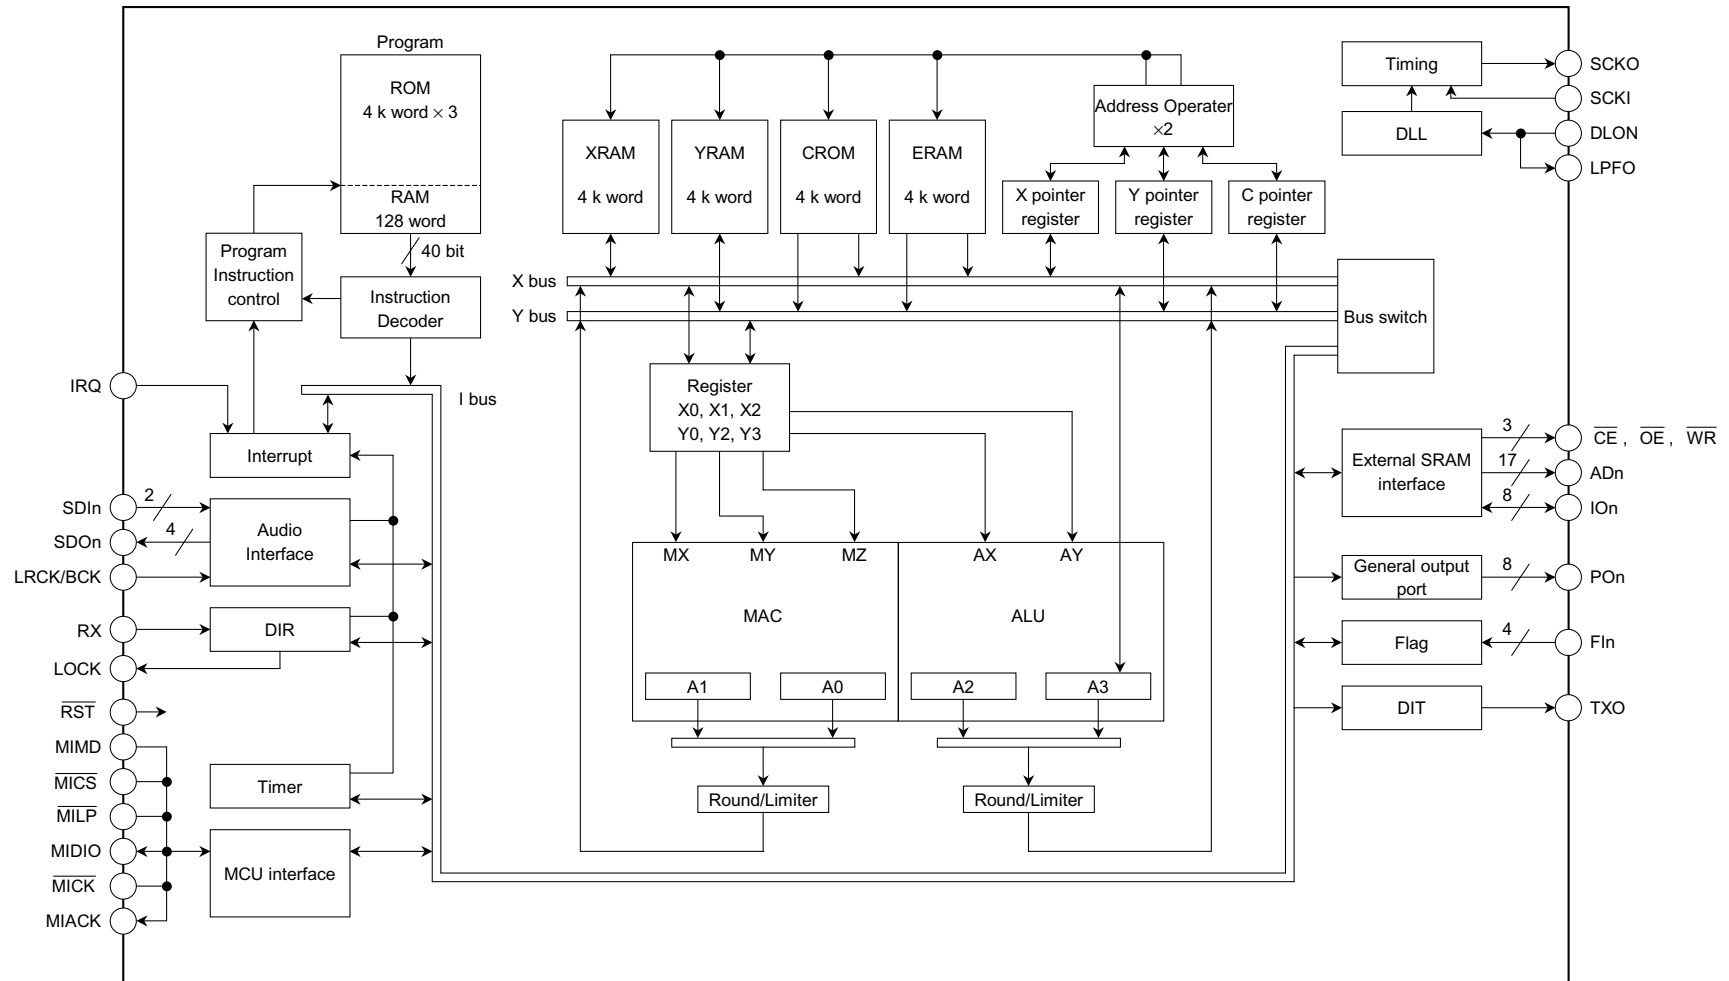 Program
ROM
4 k word × 3
RAM
128 word
40 bit
Program
Instruction
control
Instruction
Decoder
I bus
IRQ
Interrupt
SDIn
2
SDOn
4
LRCK/BCK
Audio
Interface
RX
DIR
LOCK
RST
MIMD
MICS
MILP
MIDIO
MICK
MIACK
Timer
MCU interface
XRAM
4 k word
YRAM
4 k word
CROM
4 k word
ERAM
4 k word
Address Operater
×2
X pointer
register
Y pointer
register
C pointer
register
X bus
Y bus
Bus switch
Register
X0, X1, X2
Y0, Y2, Y3
MX
MY
MZ
AX
AY
MAC
ALU
A1
A0
A2
A3
Round/Limiter
Round/Limiter
Timing
DLL
SCKO
SCKI
DLON
LPFO
External SRAM
interface
3
CE , OE , WR
17
ADn
8
IOn
General output
port
8
POn
Flag
4
FIn
DIT
TXO